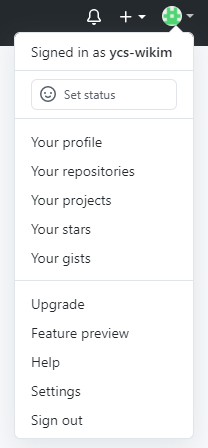 Signed in as ycs-wikim
Set status
Your profile
Your repositories
Your projects
Your stars
Your gists
Upgrade
Feature preview
Help
Settings
Sign out